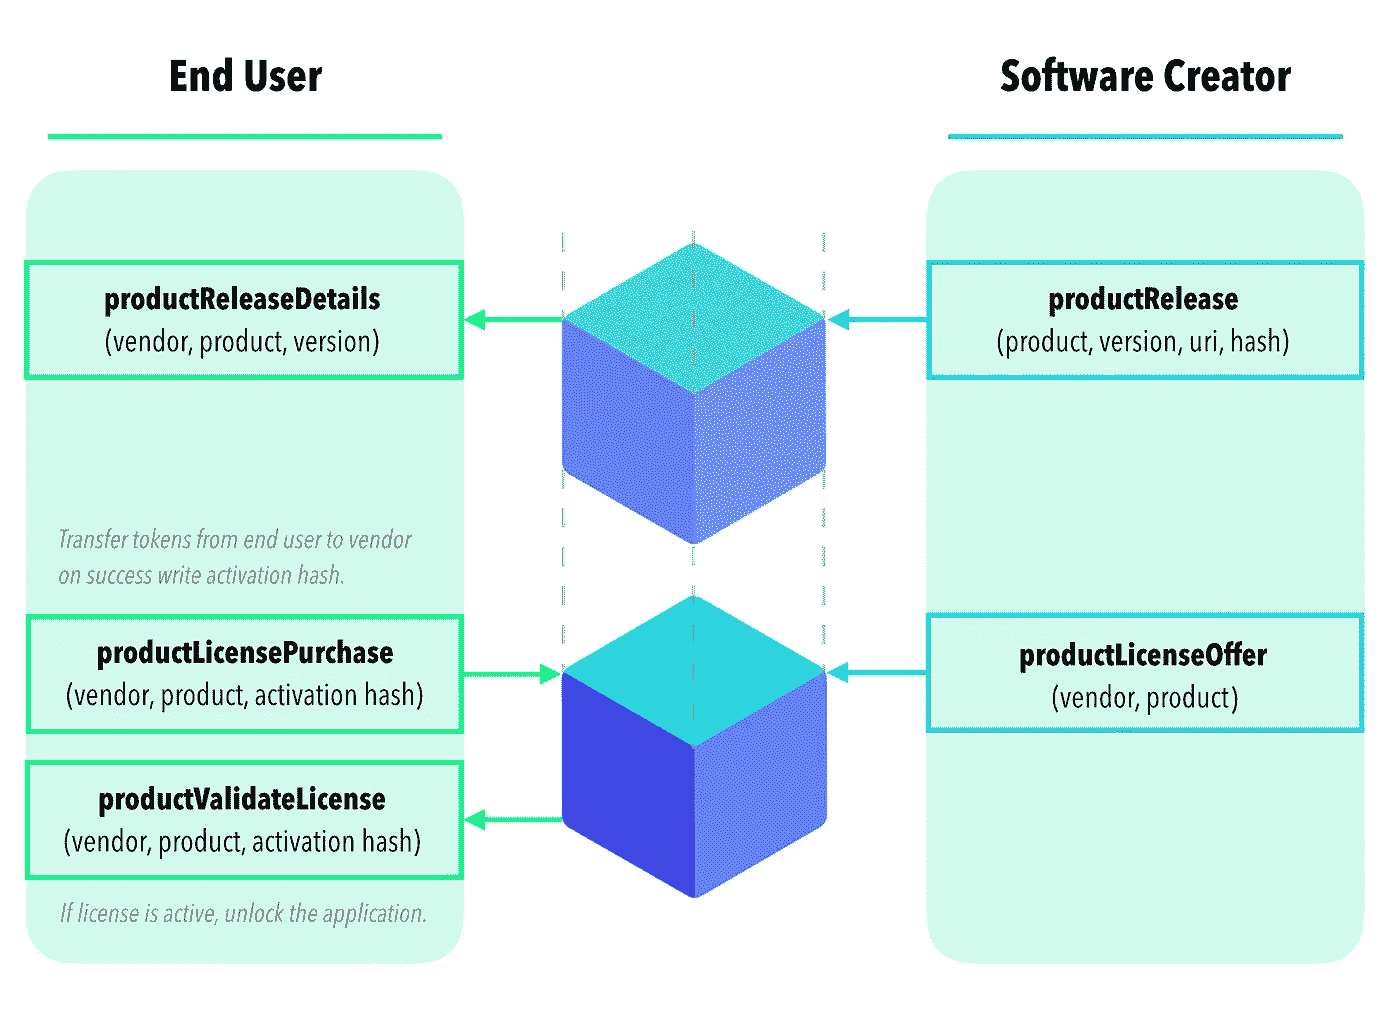 End User
productReleaseDetails
(vendor, product, version)
Transfer tokens from end user to vendor
on success write activation hash.
productLicensePurchase
(vendor, product, activation hash)
productValidateLicense
(vendor, product, activation hash)
If license is active, unlock the application.
Software Creator
productRelease
(product, version, uri, hash)
productLicenseOffer
(vendor, product)